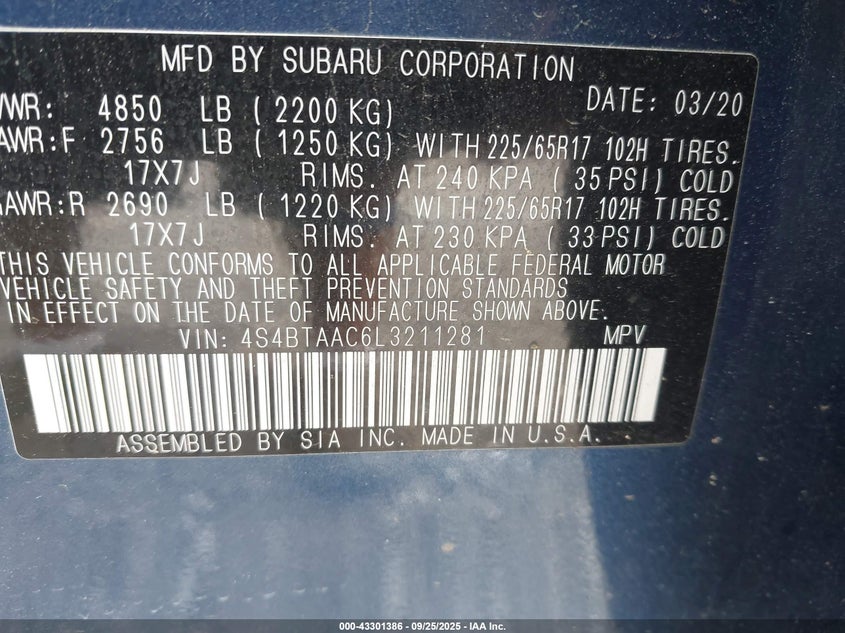 MFD BY SUBARU CORPORATION
VWR: 4850 LB ( 2200 KG) DATE: 03/20
AWR:F 2756 LB ( 1250 KG) WITH 225/65R17 102H TIRES.
17X7J RIMS. AT 240 KPA ( 35 PSI) COLD
AWR:R 2690 LB ( 1220 KG) WITH 225/65R17 102H TIRES.
17X7J RIMS. AT 230 KPA ( 33 PSI) COLD
THIS VEHICLE CONFORMS TO ALL APPLICABLE FEDERAL MOTOR
VEHICLE SAFETY AND THEFT PREVENTION STANDARDS
IN EFFECT ON THE DATE OF MANUFACTURE SHOWN ABOVE.
VIN: 4S4BTAAC6L3211281 MPV
ASSEMBLED BY SIA INC. MADE IN U.S.A.
000-43301386 - 09/25/2025 - IAA Inc.